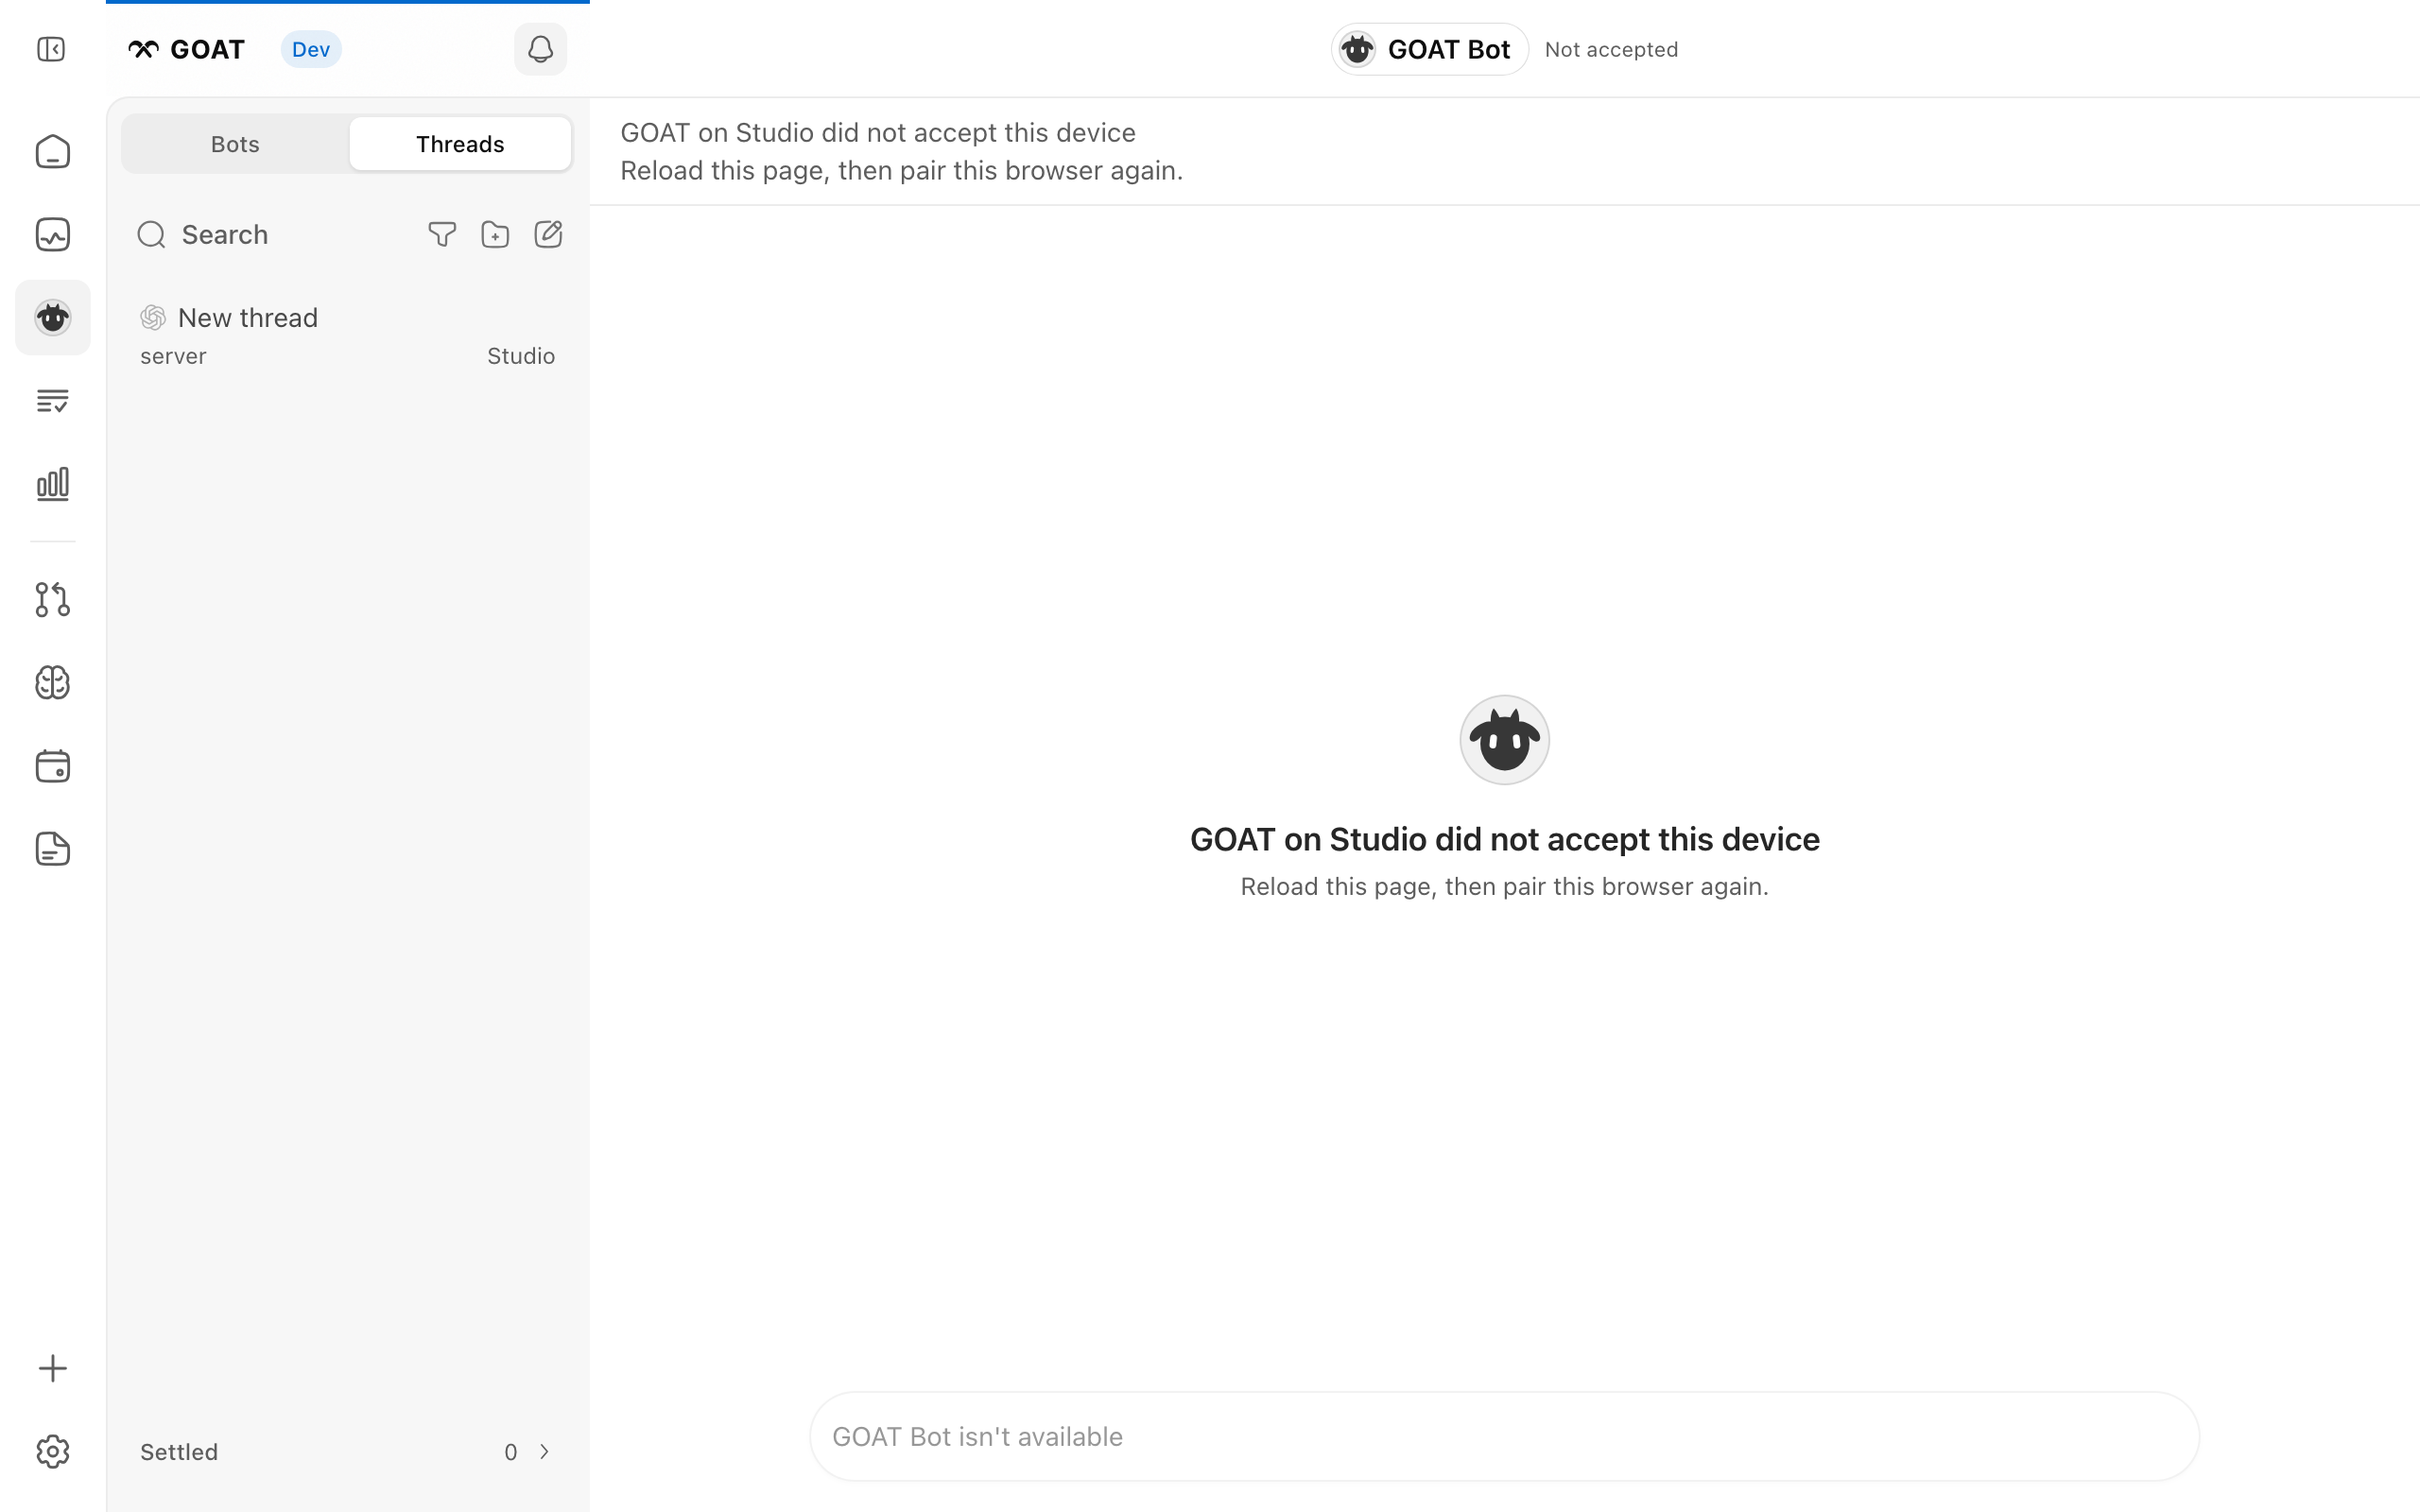 GOAT
Dev
GOAT Bot
Not accepted
Bots
Threads
GOAT on Studio did not accept this device
Reload this page, then pair this browser again.
Search
New thread
server
Studio
GOAT on Studio did not accept this device
Reload this page, then pair this browser again.
GOAT Bot isn't available
Settled
0